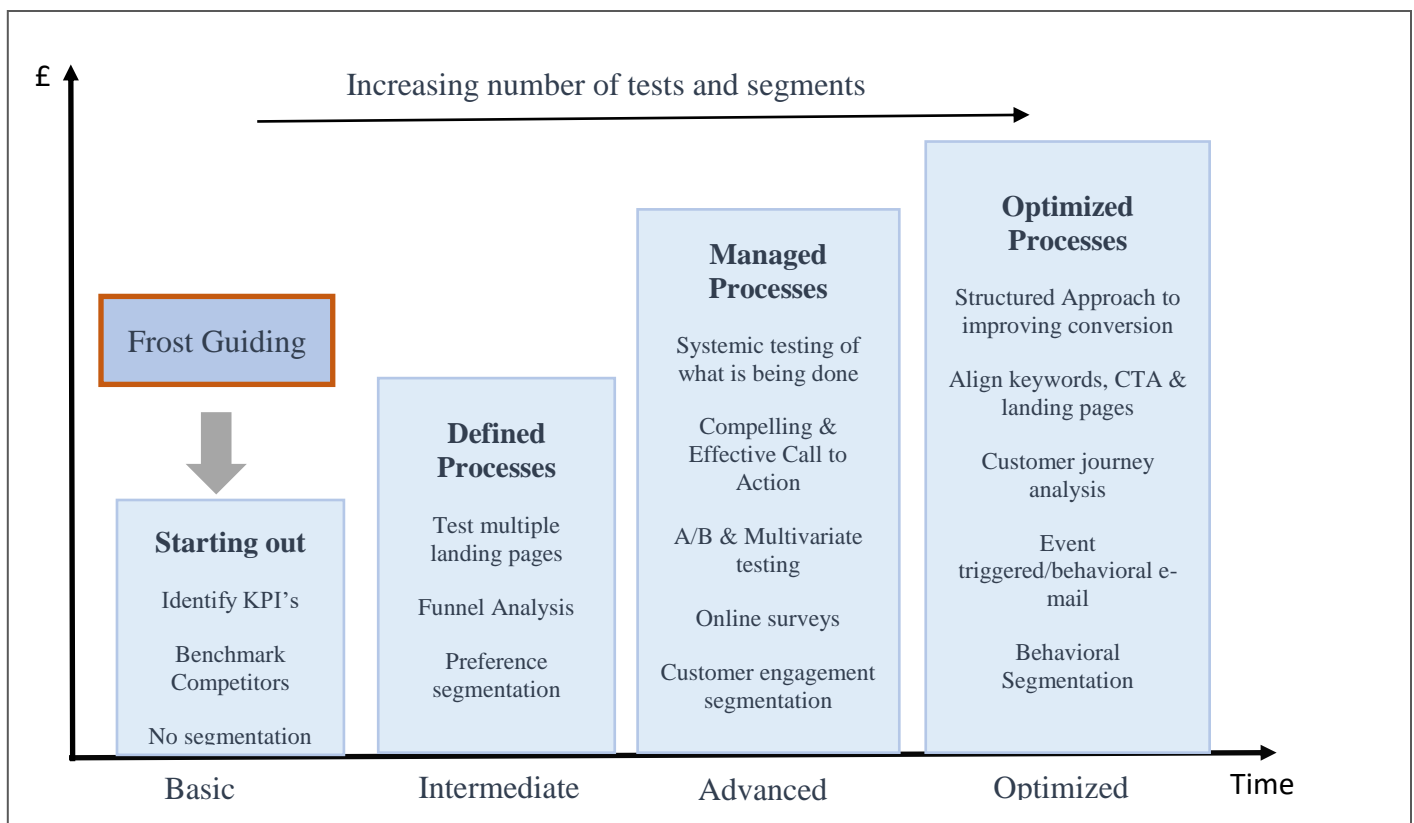 £
Increasing number of tests and segments
Frost Guiding
Starting out
Identify KPI’s
Benchmark
Competitors
No segmentation
Defined
Processes
Test multiple
landing pages
Funnel Analysis
Preference
segmentation
Managed
Processes
Systemic testing of
what is being done
Compelling &
Effective Call to
Action
A/B & Multivariate
testing
Online surveys
Customer engagement
segmentation
Optimized
Processes
Structured Approach to
improving conversion
Align keywords, CTA &
landing pages
Customer journey
analysis
Event
triggered/behavioral e-
mail
Behavioral
Segmentation
Basic
Intermediate
Advanced
Optimized
Time